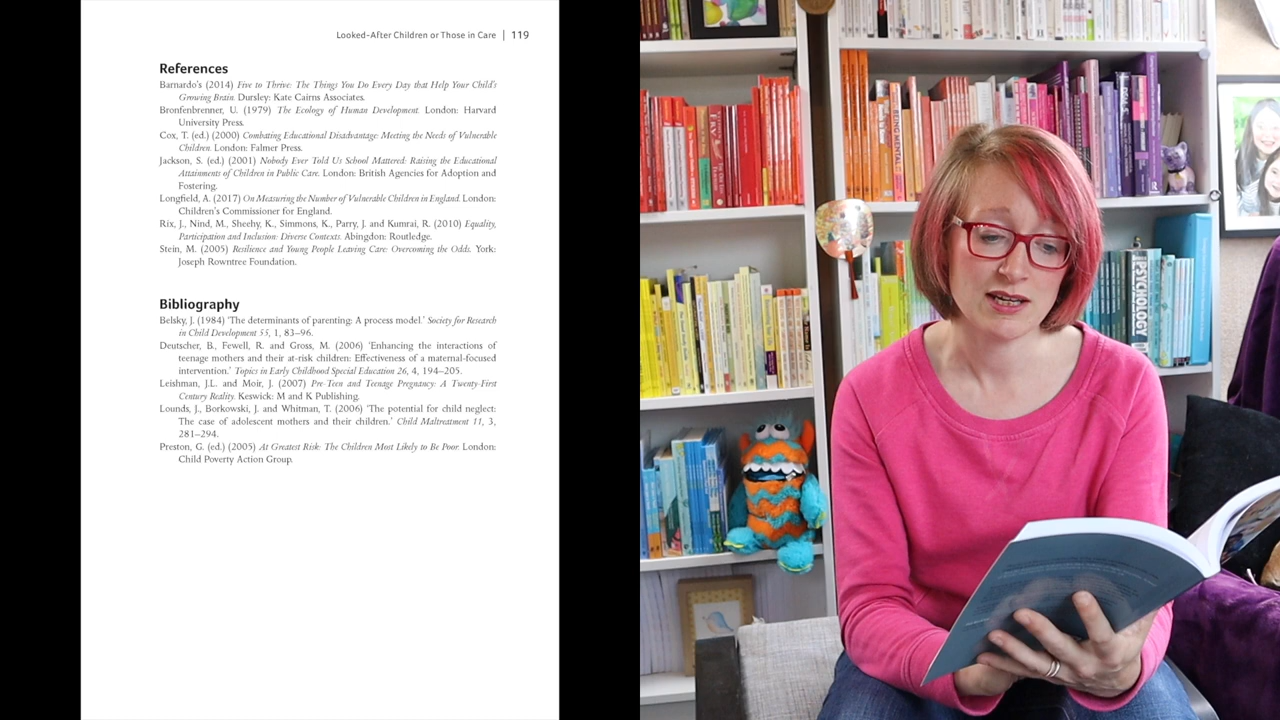 Looked-After Children or Those in Care | 119
References
Barnardo's (2014) Five to Thrive: The Things You Do Every Day that Help Your Child's
Growing Brain. Dursley: Kate Cairns Associates.
Bronfenbrenner, U. (1979) The Ecology of Human Development. London: Harvard
University Press.
Cox, T. (ed.) (2000) Combating Educational Disadvantage: Meeting the Needs of Vulnerable
Children. London: Falmer Press.
Jackson, S. (ed.) (2001) Nobody Ever Told Us School Mattered: Raising the Educational
Attainments of Children in Public Care. London: British Agencies for Adoption and
Fostering.
Longfield, A. (2017) On Measuring the Number of Vulnerable Children in England. London:
Children's Commissioner for England.
Rix, J., Nind, M., Sheehy, K., Simmons, K., Parry, J. and Kumrai, R. (2010) Equality,
Participation and Inclusion: Diverse Contexts. Abingdon: Routledge.
Stein, M. (2005) Resilience and Young People Leaving Care: Overcoming the Odds. York:
Joseph Rowntree Foundation.
Bibliography
Belsky, J. (1984) 'The determinants of parenting: A process model.' Society for Research
in Child Development 55, 1, 83–96.
Deutscher, B., Fewell, R. and Gross, M. (2006) 'Enhancing the interactions of
teenage mothers and their at-risk children: Effectiveness of a maternal-focused
intervention.' Topics in Early Childhood Special Education 26, 4, 194–205.
Leishman, J.L. and Moir, J. (2007) Pre-Teen and Teenage Pregnancy: A Twenty-First
Century Reality. Keswick: M and K Publishing.
Lounds, J., Borkowski, J. and Whitman, T. (2006) 'The potential for child neglect:
The case of adolescent mothers and their children.' Child Maltreatment 11, 3,
281–294.
Preston, G. (ed.) (2005) At Greatest Risk: The Children Most Likely to Be Poor. London:
Child Poverty Action Group.
PSYCHOLOGY